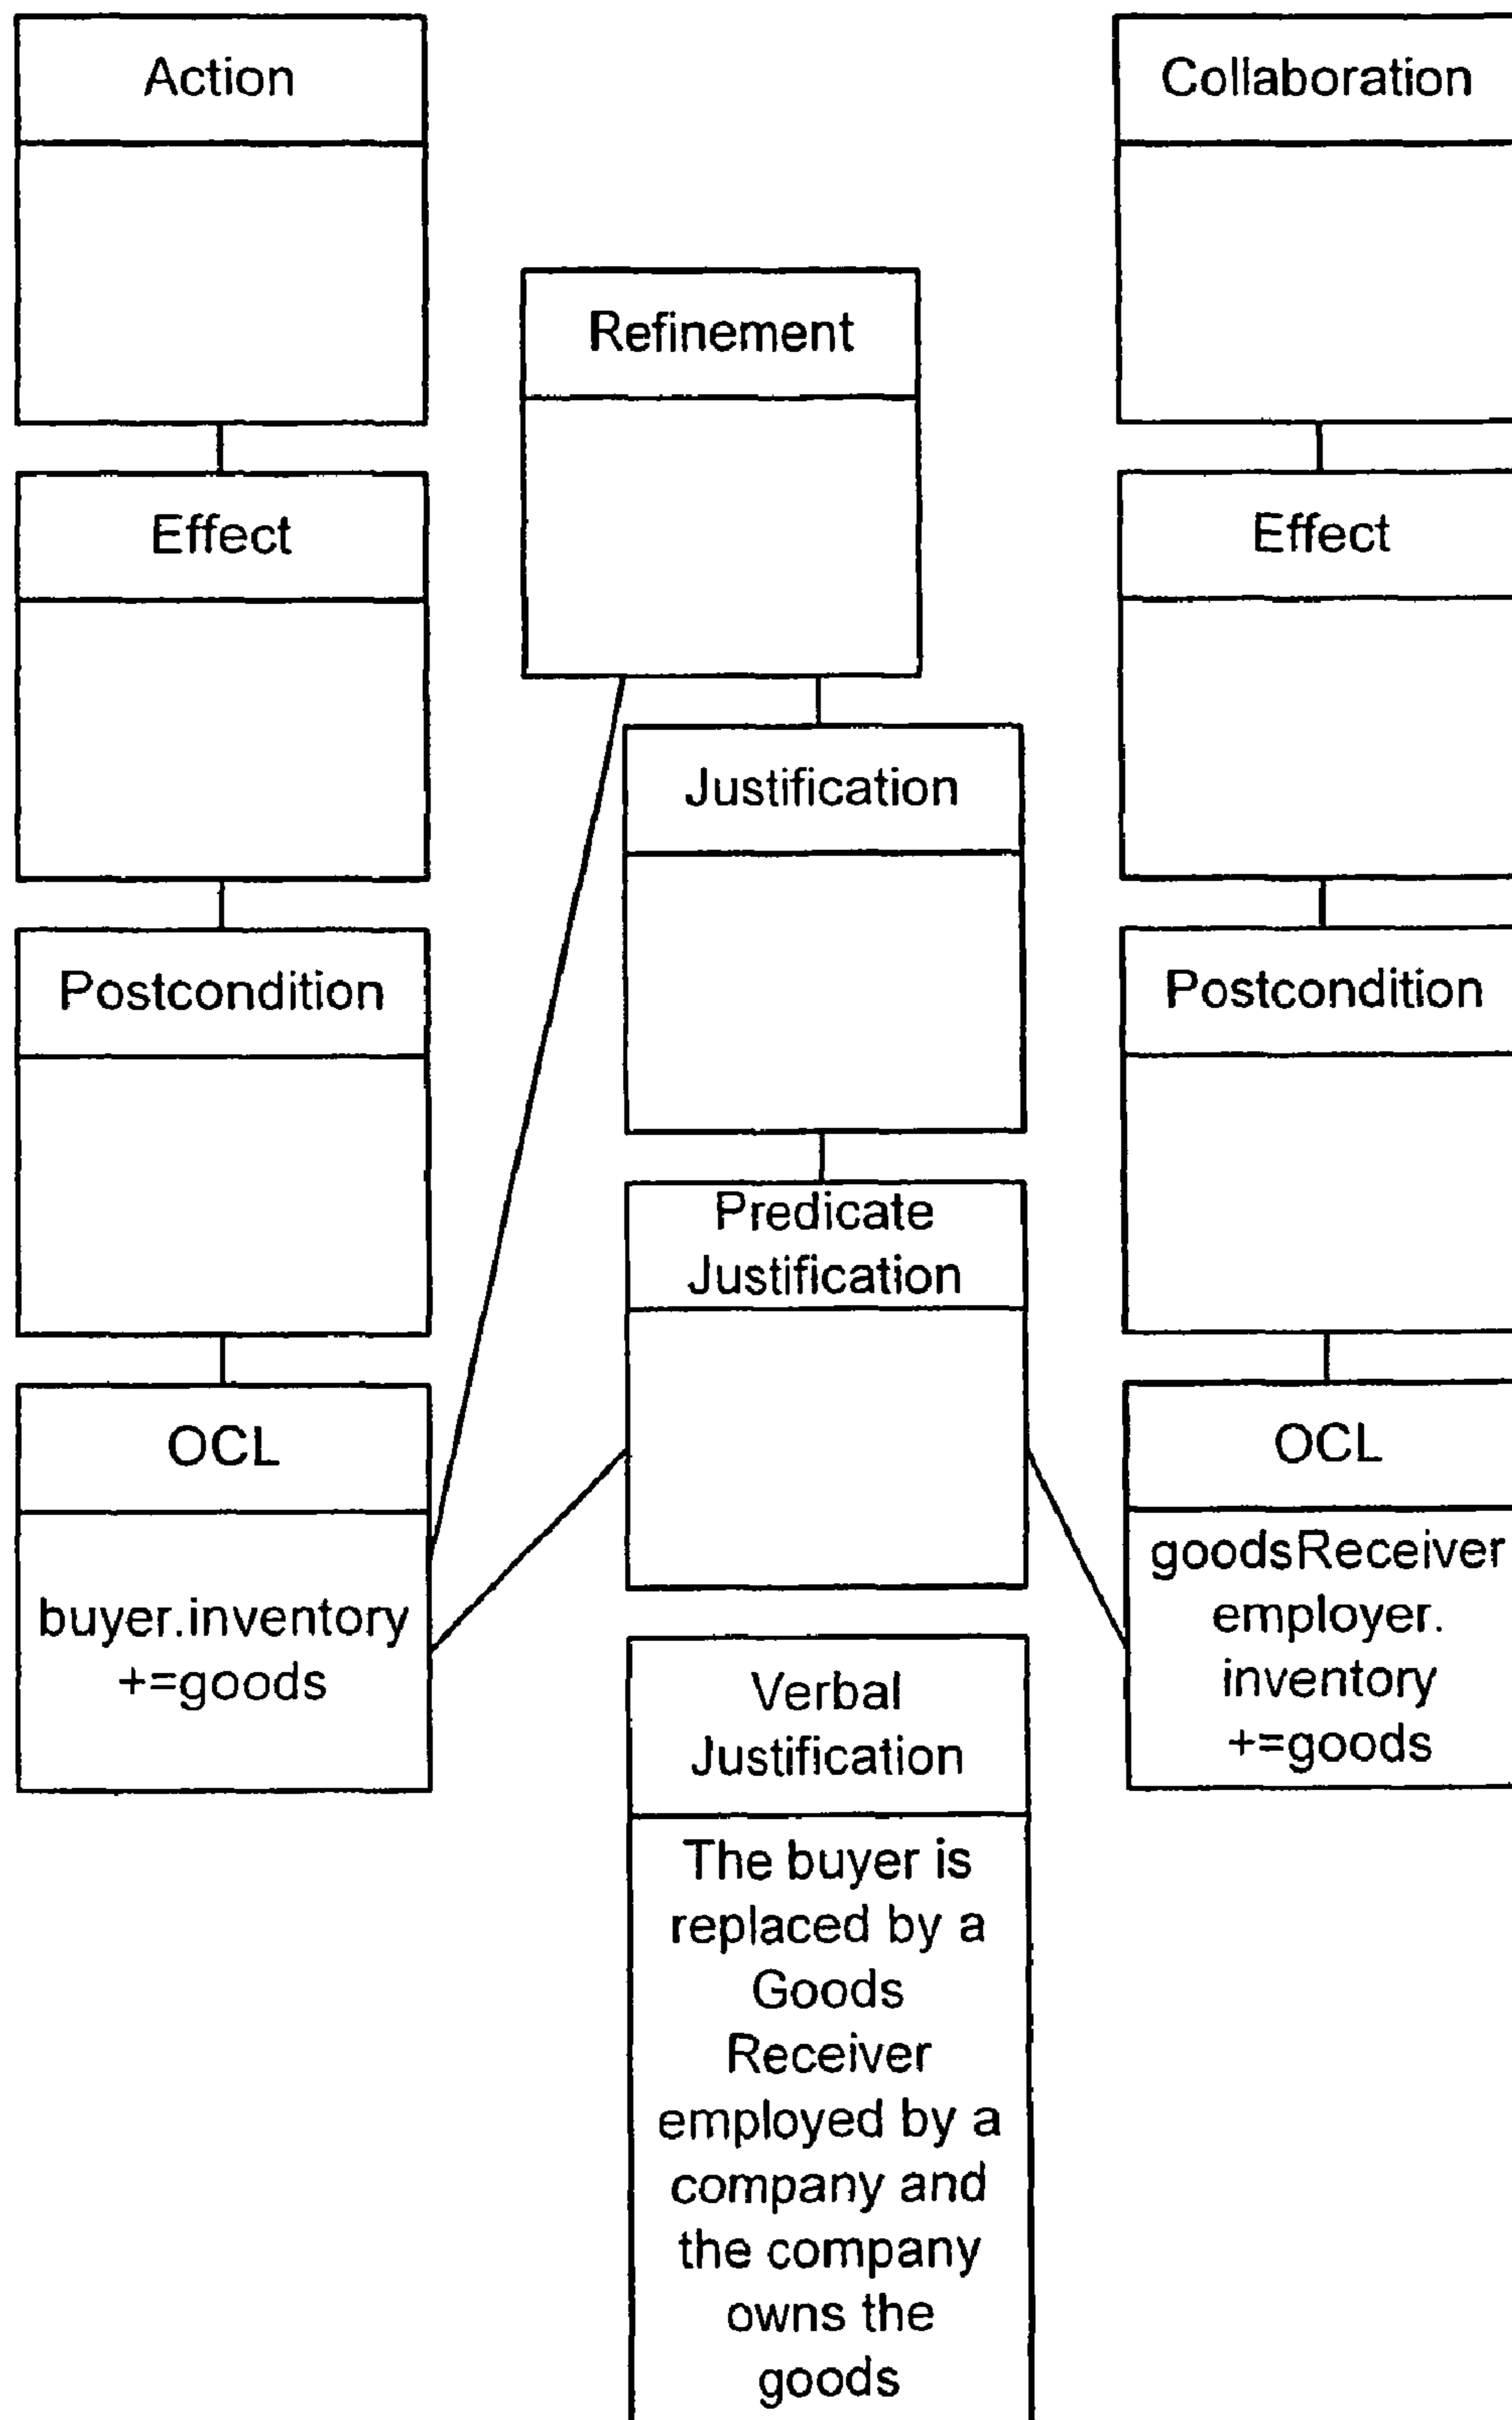 Action
Effect
Postcondition
OCL
buyer.inventory
+=goods
Refinement
Justification
Predicate
Justification
Verbal
Justification
The buyer is
replaced by a
Goods
Receiver
employed by a
company and
the company
owns the
goods
Collaboration
Effect
Postcondition
OCL
goodsReceiver
employer.
inventory
+=goods